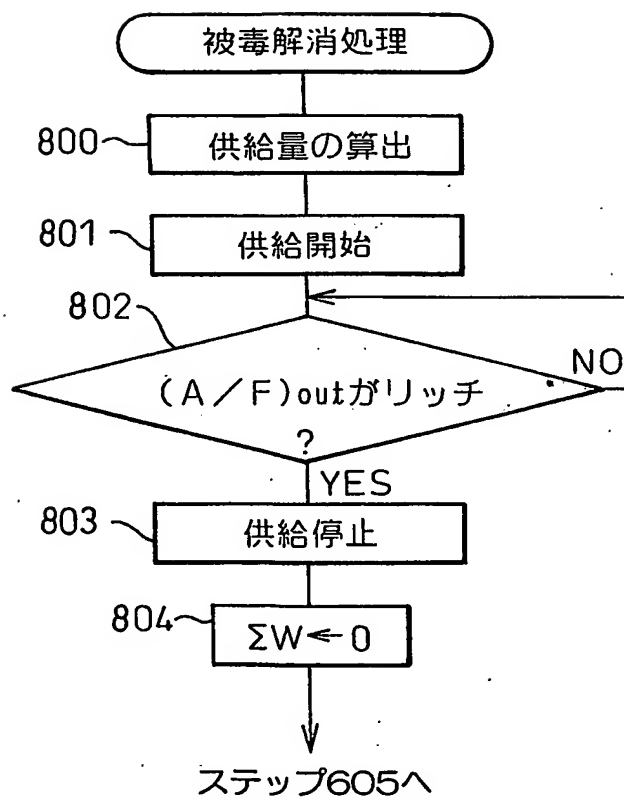 被毒解消処理
800
供給量の算出
801
供給開始
802
NO
(A/F)outがリッチ
?
YES
803
供給停止
804
ΣW←0
ステップ605へ